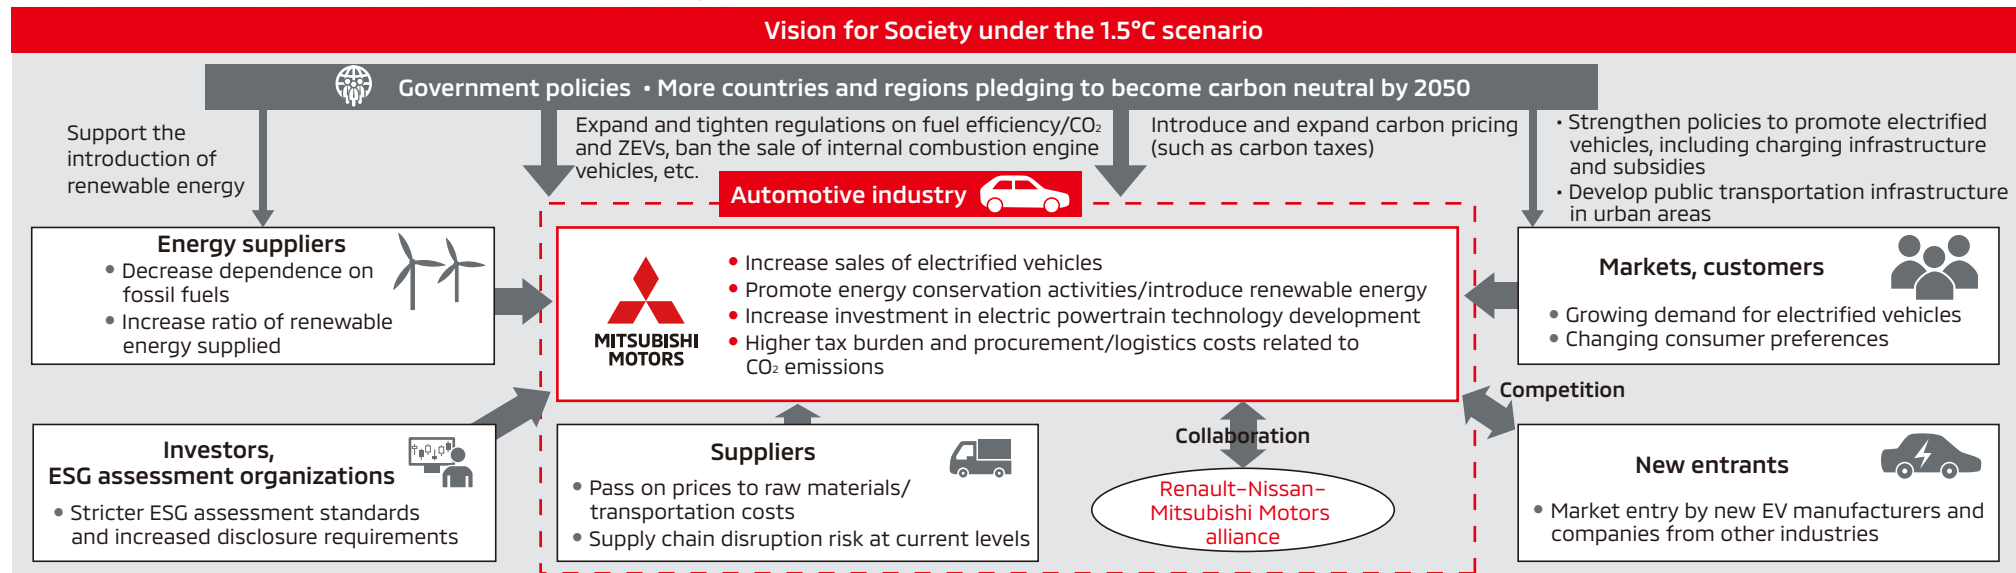 Vision for Society under the 1.5°C scenario
Government policies • More countries and regions pledging to become carbon neutral by 2050
Support the
introduction of
renewable energy
Expand and tighten regulations on fuel efficiency/CO₂
and ZEVs, ban the sale of internal combustion engine
vehicles, etc.
Introduce and expand carbon pricing
(such as carbon taxes)
• Strengthen policies to promote electrified
vehicles, including charging infrastructure
and subsidies
• Develop public transportation infrastructure
in urban areas
Automotive industry
Energy suppliers
• Decrease dependence on
fossil fuels
• Increase ratio of renewable
energy supplied
MITSUBISHI
MOTORS
• Increase sales of electrified vehicles
• Promote energy conservation activities/introduce renewable energy
• Increase investment in electric powertrain technology development
• Higher tax burden and procurement/logistics costs related to
CO₂ emissions
Markets, customers
• Growing demand for electrified vehicles
• Changing consumer preferences
Competition
Investors,
ESG assessment organizations
• Stricter ESG assessment standards
and increased disclosure requirements
Suppliers
• Pass on prices to raw materials/
transportation costs
• Supply chain disruption risk at current levels
Collaboration
Renault–Nissan–
Mitsubishi Motors
alliance
New entrants
• Market entry by new EV manufacturers and
companies from other industries